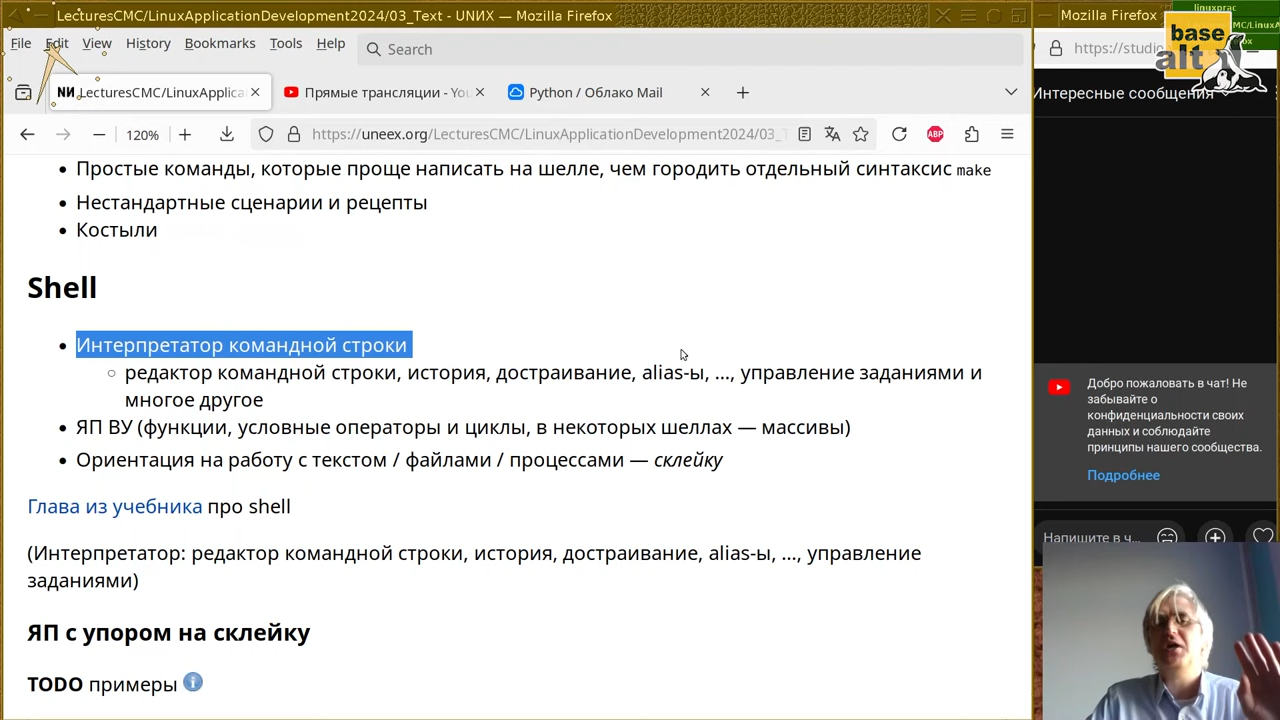 LecturesCMC/LinuxApplicationDevelopment2024/03_Text - UNИX — Mozilla Firefox
Mozilla Firefox
linuxprac
File Edit View History Bookmarks Tools Help
Search
https://studio
base
alt
NИ LecturesCMC/LinuxApplica
Прямые трансляции - You
Python / Облако Mail
Интересные сообщения
120%
https://uneex.org/LecturesCMC/LinuxApplicationDevelopment2024/03_T
ABP
Простые команды, которые проще написать на шелле, чем городить отдельный синтаксис make
Нестандартные сценарии и рецепты
Костыли
Shell
Интерпретатор командной строки
редактор командной строки, история, достраивание, alias-ы, …, управление заданиями и
многое другое
ЯП ВУ (функции, условные операторы и циклы, в некоторых шеллах — массивы)
Ориентация на работу с текстом / файлами / процессами — склейку
Глава из учебника про shell
(Интерпретатор: редактор командной строки, история, достраивание, alias-ы, …, управление
заданиями)
ЯП с упором на склейку
TODO примеры
Добро пожаловать в чат! Не
забывайте о
конфиденциальности своих
данных и соблюдайте
принципы нашего сообщества.
Подробнее
Напишите в ч…